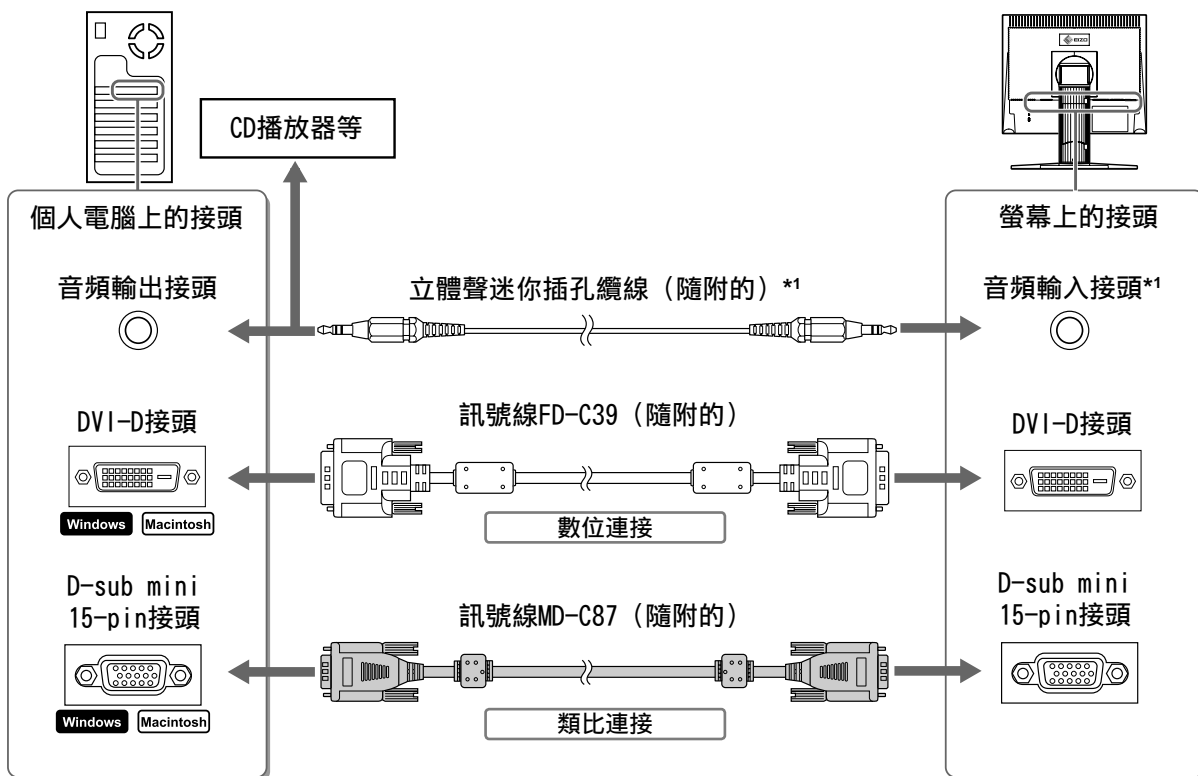 EIZO
CD播放器等
個人電腦上的接頭
螢幕上的接頭
音頻輸出接頭
立體聲迷你插孔纜線（隨附的）*1
音頻輸入接頭*1
DVI-D接頭
訊號線FD-C39（隨附的）
DVI-D接頭
Windows Macintosh
數位連接
D-sub mini
15-pin接頭
訊號線MD-C87（隨附的）
D-sub mini
15-pin接頭
Windows Macintosh
類比連接